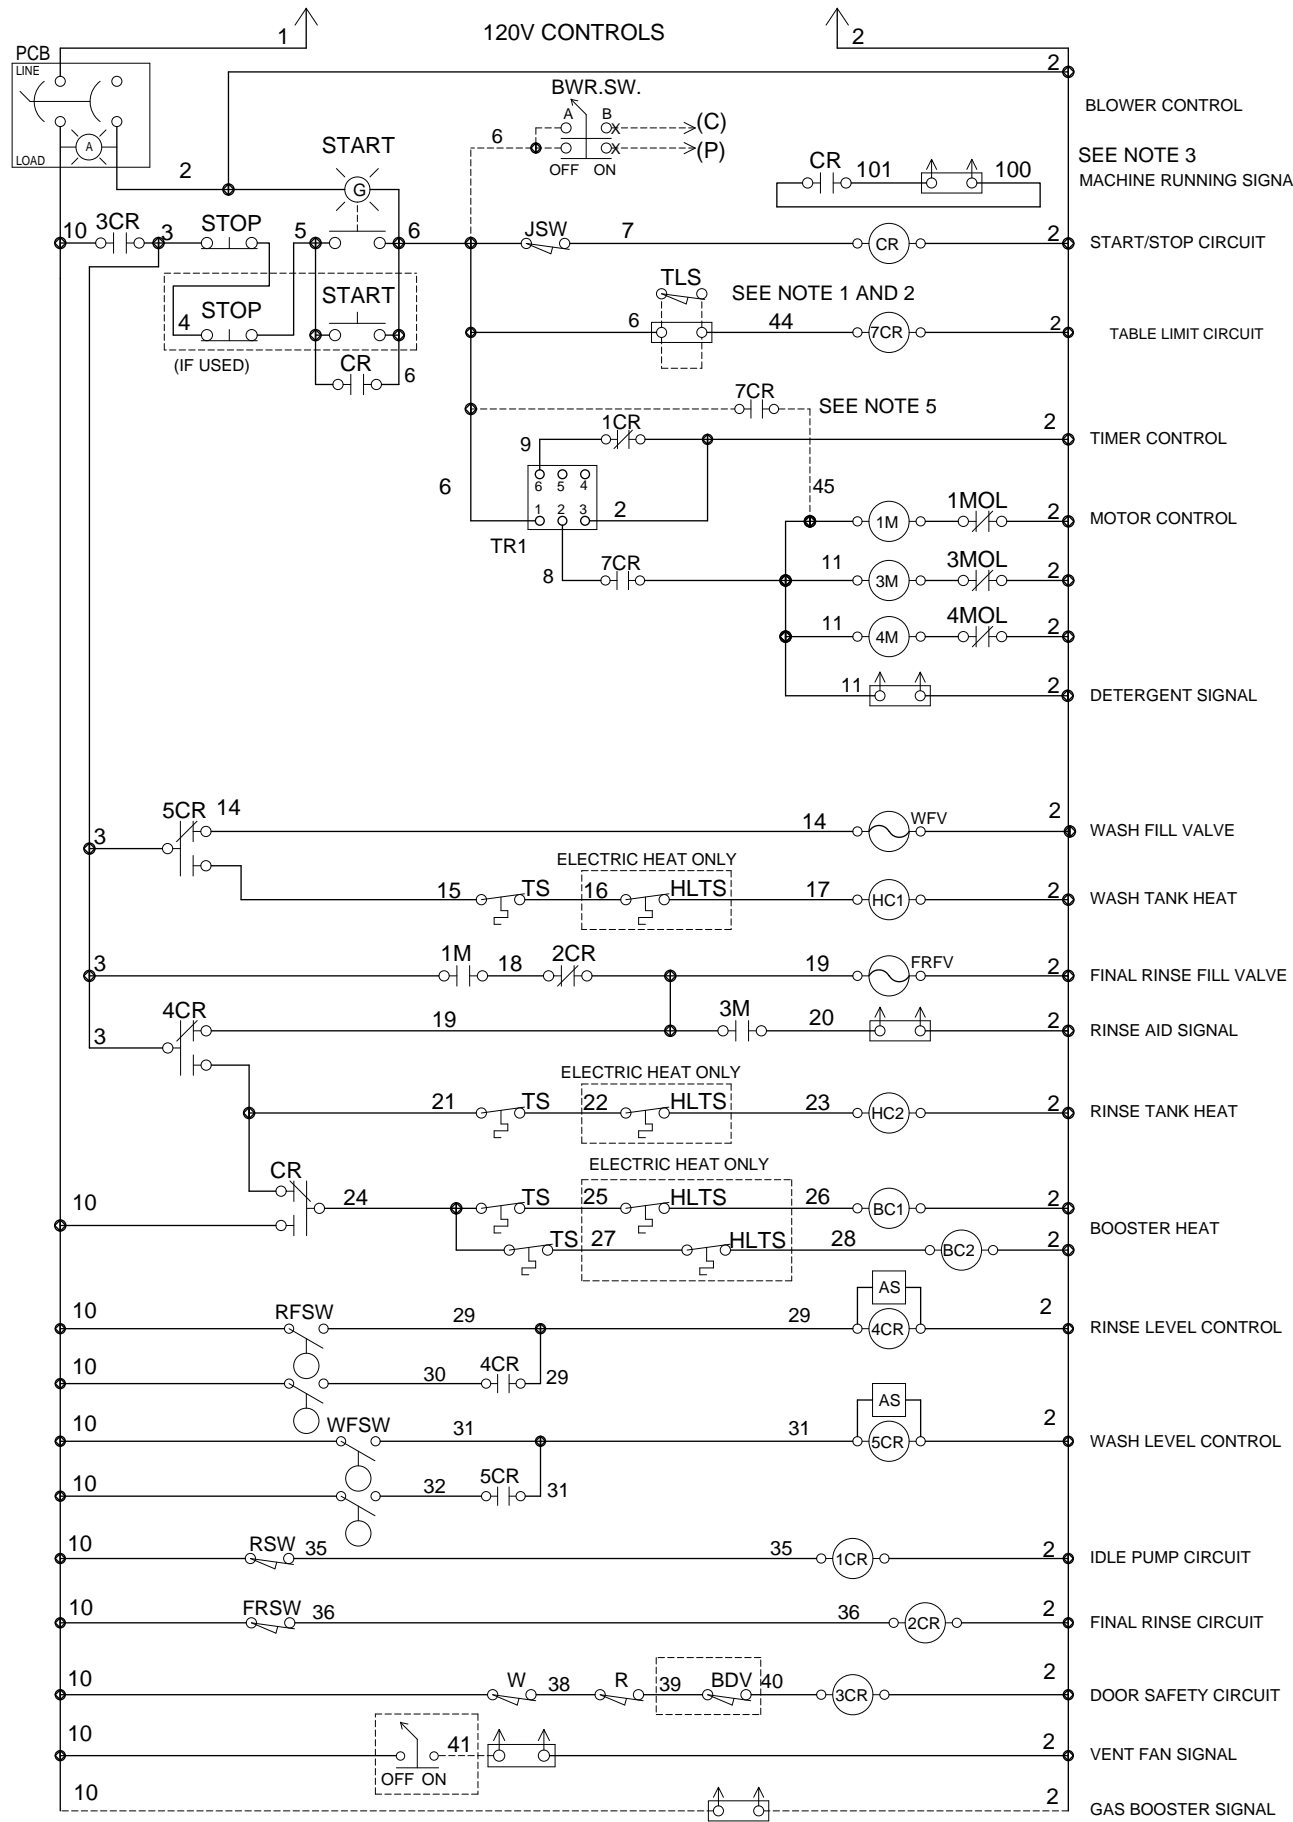 120V CONTROLS
1
2
PCB
LINE
A
LOAD
2
2
BLOWER CONTROL
BWR.SW.
A B
(C)
6
(P)
OFF ON
START
G
CR 101 100
SEE NOTE 3
MACHINE RUNNING SIGNA
10 3CR 3 STOP 5 6 JSW 7 CR 2 START/STOP CIRCUIT
4 STOP START
(IF USED)
CR 6
TLS
SEE NOTE 1 AND 2
6 44 7CR 2 TABLE LIMIT CIRCUIT
7CR SEE NOTE 5
9 1CR 2 TIMER CONTROL
6 5 4
1 2 3
6 2
TR1
45
1M 1MOL 2 MOTOR CONTROL
8 7CR 11 3M 3MOL 2
11 4M 4MOL 2
11 2 DETERGENT SIGNAL
5CR 14 14 WFV 2 WASH FILL VALVE
3
ELECTRIC HEAT ONLY
15 TS 16 HLTS 17 HC1 2 WASH TANK HEAT
3 1M 18 2CR 19 FRFV 2 FINAL RINSE FILL VALVE
4CR 19 3M 20 2 RINSE AID SIGNAL
3
ELECTRIC HEAT ONLY
21 TS 22 HLTS 23 HC2 2 RINSE TANK HEAT
ELECTRIC HEAT ONLY
CR 24 TS 25 HLTS 26 BC1 2
10
BOOSTER HEAT
TS 27 HLTS 28 BC2 2
AS
10 RFSW 29 29 4CR 2 RINSE LEVEL CONTROL
10 30 4CR 29
AS
10 WFSW 31 31 5CR 2 WASH LEVEL CONTROL
10 32 5CR 31
10 RSW 35 35 1CR 2 IDLE PUMP CIRCUIT
10 FRSW 36 36 2CR 2 FINAL RINSE CIRCUIT
10 W 38 R 39 BDV 40 3CR 2 DOOR SAFETY CIRCUIT
10 41 2 VENT FAN SIGNAL
OFF ON
10 2 GAS BOOSTER SIGNAL